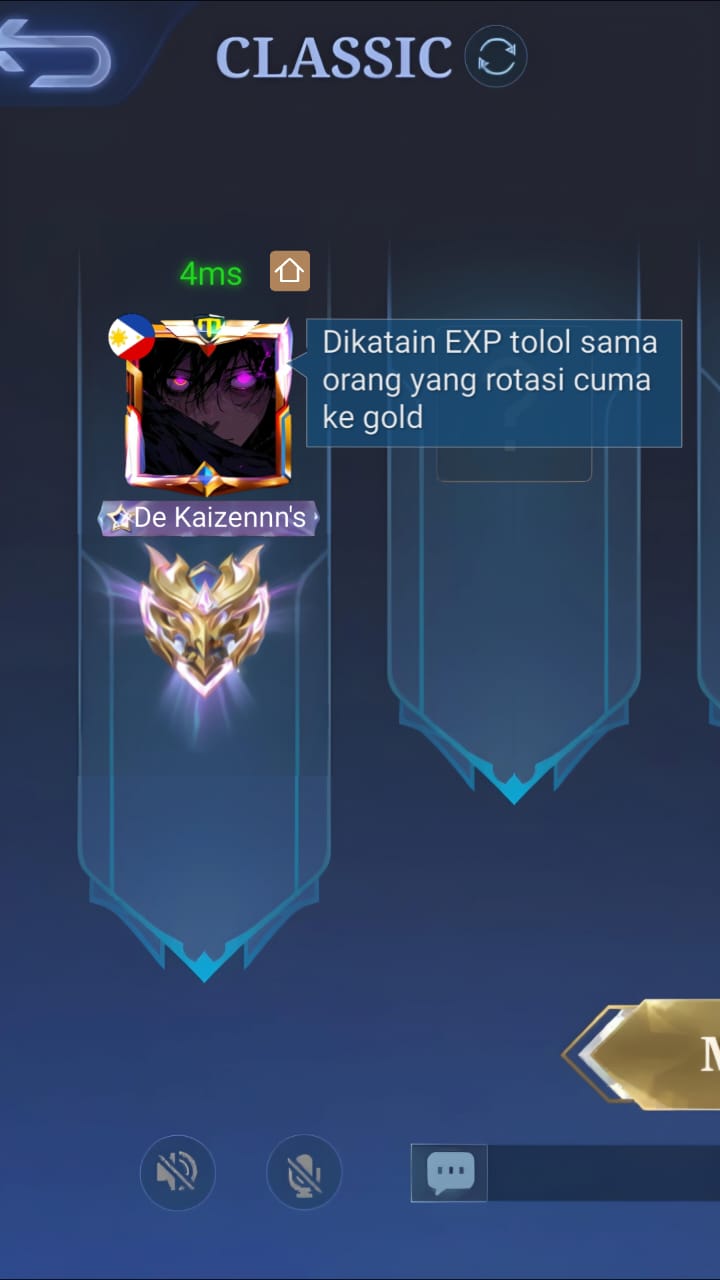 CLASSIC
4ms
Dikatain EXP tolol sama
orang yang rotasi cuma
ke gold
De Kaizennn's
M